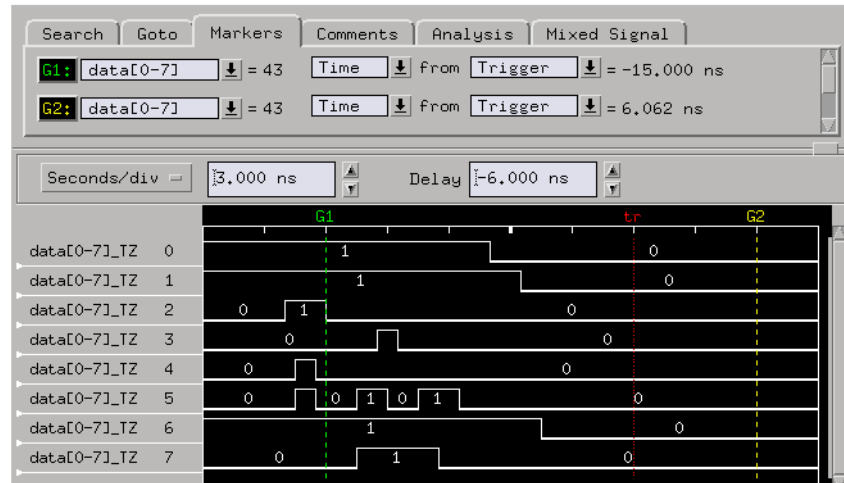 Search Goto Markers Comments Analysis Mixed Signal
G1: data[0-7] = 43 Time from Trigger = -15.000 ns
G2: data[0-7] = 43 Time from Trigger = 6.062 ns
Seconds/div 3.000 ns Delay -6.000 ns
G1 tr G2
data[0-7]_TZ 0 1 0
data[0-7]_TZ 1 1 0
data[0-7]_TZ 2 0 1 0
data[0-7]_TZ 3 0 0
data[0-7]_TZ 4 0 0
data[0-7]_TZ 5 0 0 1 0 1 0
data[0-7]_TZ 6 1 0
data[0-7]_TZ 7 0 1 0